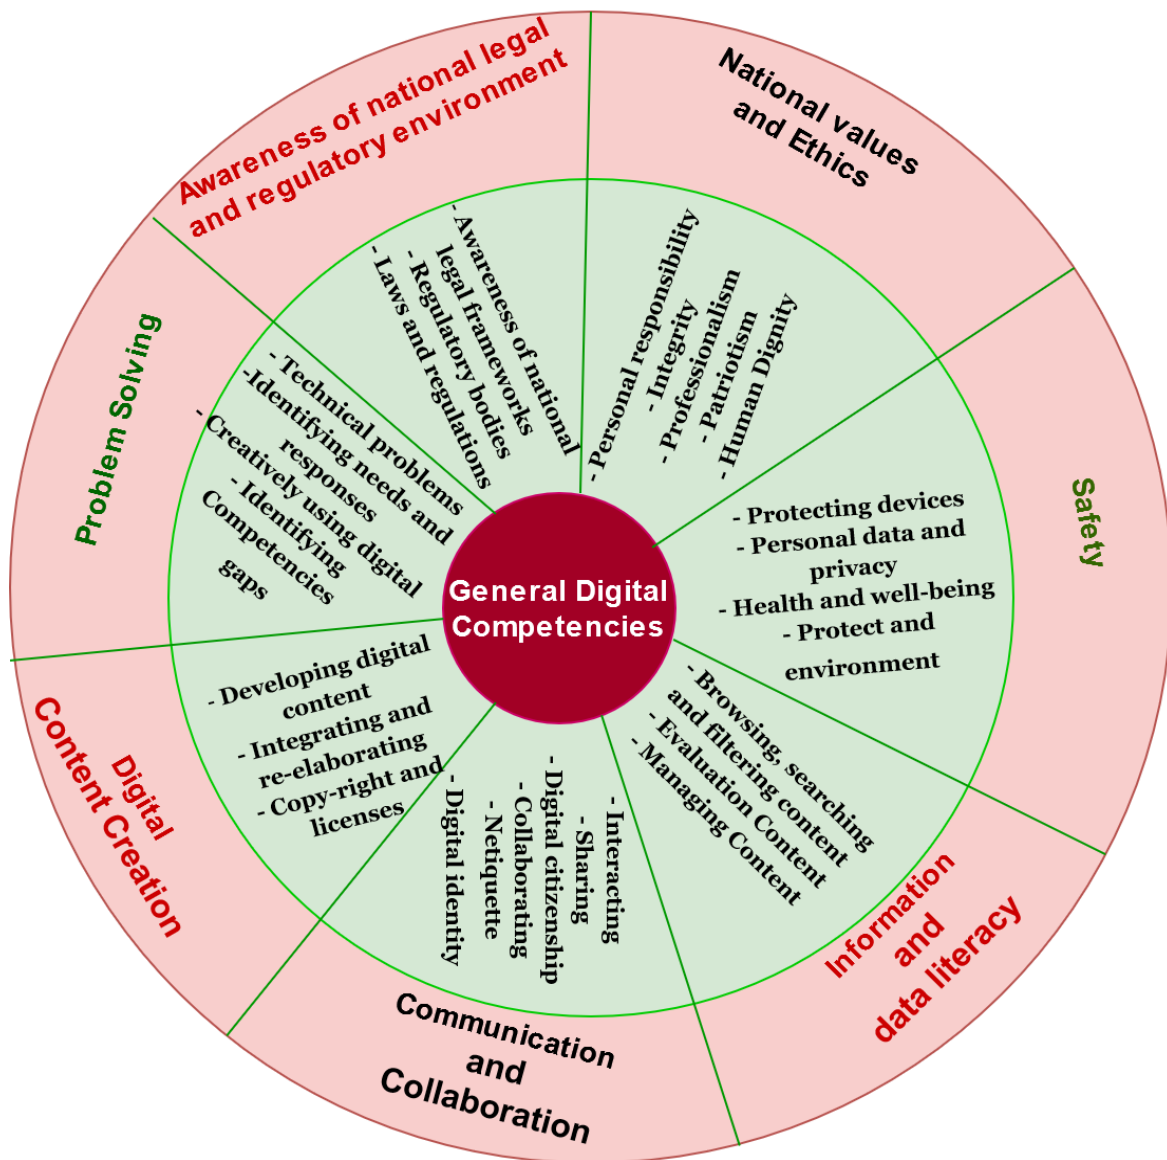 General Digital
Competencies
National values
and Ethics
- Personal responsibility
- Integrity
- Professionalism
- Patriotism
- Human Dignity
Safety
- Protecting devices
- Personal data and
privacy
- Health and well-being
- Protect and
environment
Information
and
data literacy
- Browsing, searching
and filtering content
- Evaluation Content
- Managing Content
Communication
and
Collaboration
- Interacting
- Sharing
- Digital citizenship
- Collaborating
- Netiquette
- Digital identity
Digital
Content Creation
- Developing digital
content
- Integrating and
re-elaborating
- Copy-right and
licenses
Problem Solving
- Technical problems
-Identifying needs and
responses
- Creatively using digital
- Identifying
Competencies
gaps
Awareness of national legal
and regulatory environment
- Awareness of national
legal frameworks
- Regulatory bodies
- Laws and regulations